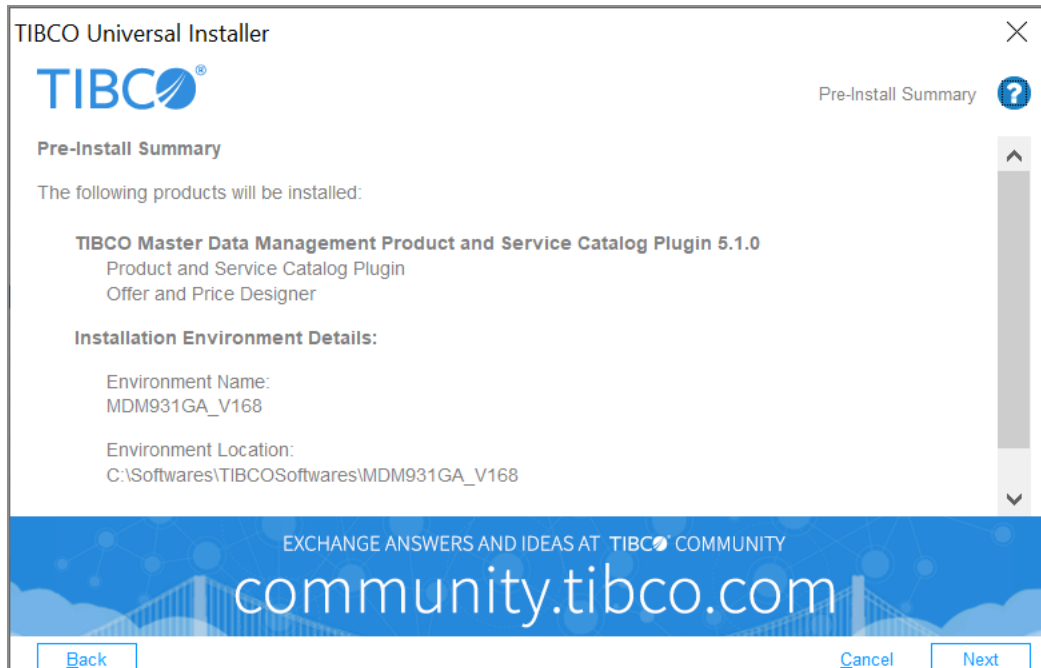 TIBCO Universal Installer
TIBCO®
Pre-Install Summary
Pre-Install Summary
The following products will be installed:
TIBCO Master Data Management Product and Service Catalog Plugin 5.1.0
Product and Service Catalog Plugin
Offer and Price Designer
Installation Environment Details:
Environment Name:
MDM931GA_V168
Environment Location:
C:\Softwares\TIBCOSoftwares\MDM931GA_V168
EXCHANGE ANSWERS AND IDEAS AT TIBCO COMMUNITY
community.tibco.com
Back Cancel Next